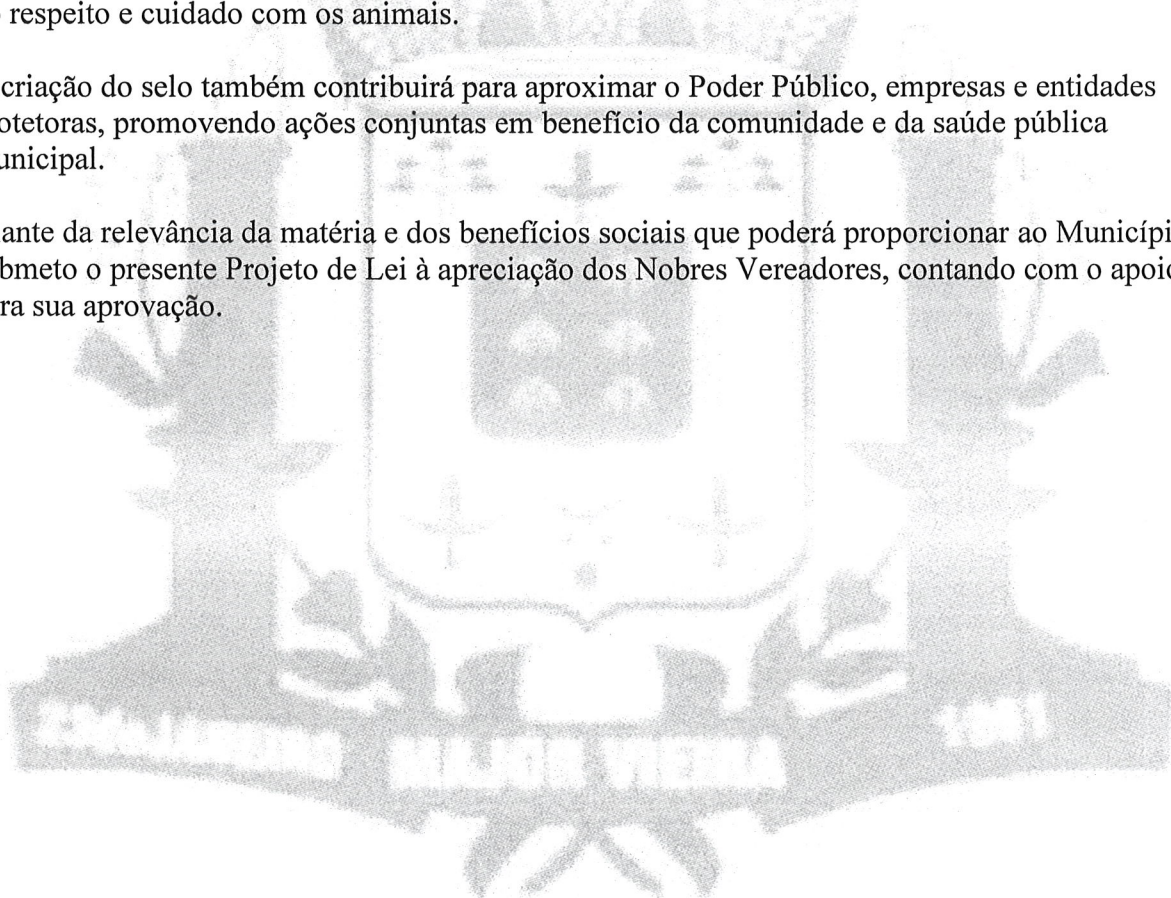 respeito e cuidado com os animais.
criação do selo também contribuirá para aproximar o Poder Público, empresas e entidades
otetoras, promovendo ações conjuntas em benefício da comunidade e da saúde pública
unicipal.
ante da relevância da matéria e dos benefícios sociais que poderá proporcionar ao Municípi
bmeto o presente Projeto de Lei à apreciação dos Nobres Vereadores, contando com o apoio
ra sua aprovação.
MAJOR VIEIRA